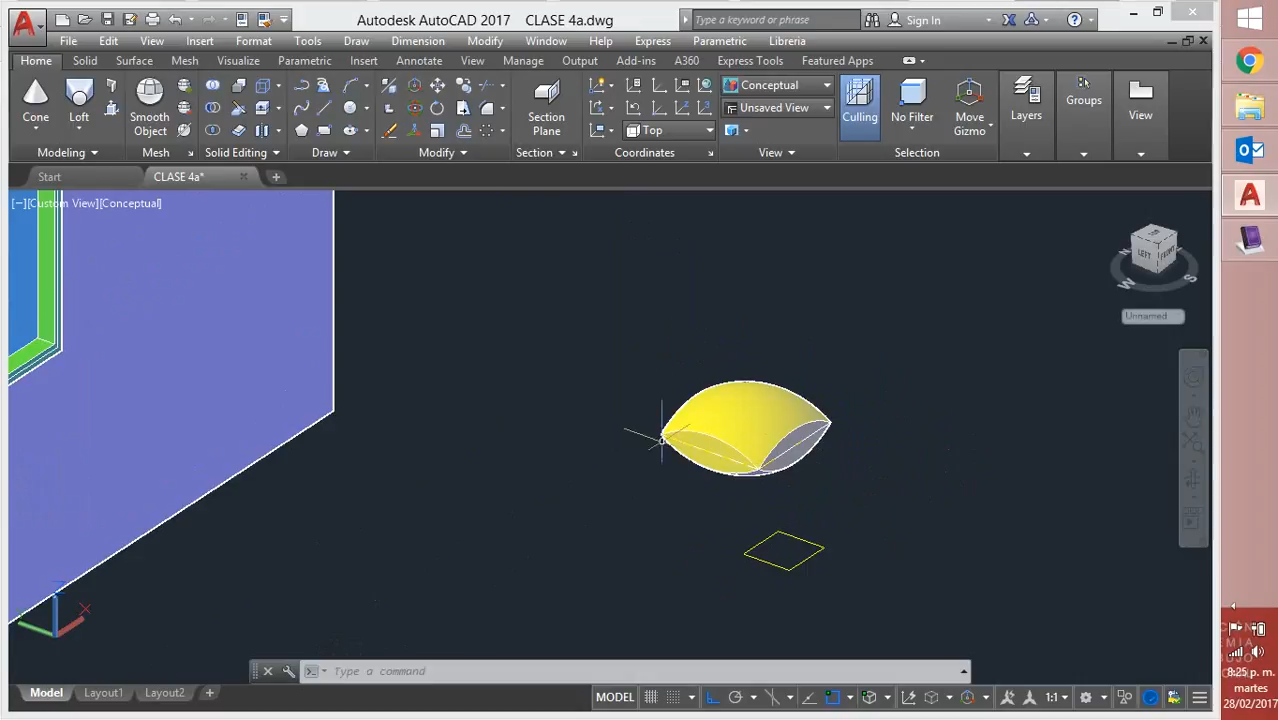 Autodesk AutoCAD 2017 CLASE 4a.dwg
Type a keyword or phrase
Sign In
File Edit View Insert Format Tools Draw Dimension Modify Window Help Express Parametric Libreria
Home Solid Surface Mesh Visualize Parametric Insert Annotate View Manage Output Add-ins A360 Express Tools Featured Apps
Conceptual
Unsaved View
Top
Cone Loft Smooth Object Section Plane Culling No Filter Move Gizmo Layers Groups View
Modeling Mesh Solid Editing Draw Modify Section Coordinates View Selection
Start CLASE 4a*
[−][Custom View][Conceptual]
TOP
LEFT FRONT
N
W S
Unnamed
Z
X
Type a command
Model Layout1 Layout2
MODEL
1:1
8:25 p. m.
martes
28/02/2017